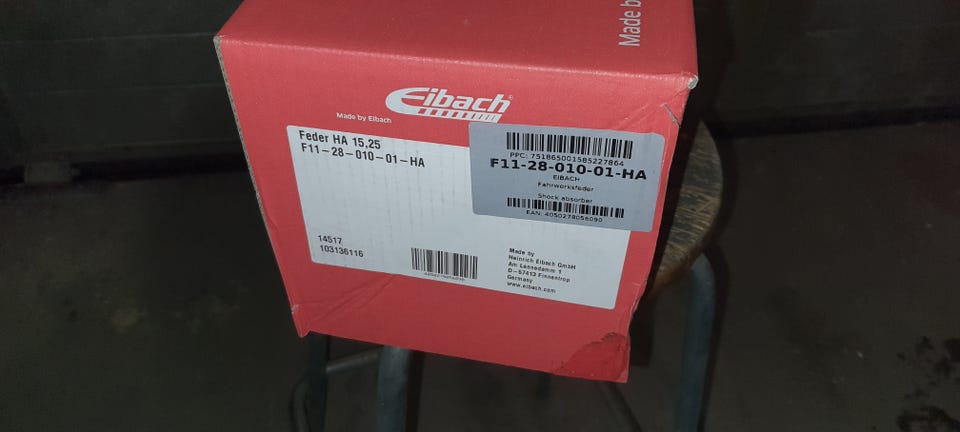 Made b
Eibach®
Made by Eibach
Feder HA 15,25
F11-28-010-01-HA
PPC: 751865001585227864
F11-28-010-01-HA
EIBACH
Fahrwerksfeder
Shock absorber
EAN: 4050278056090
14517
103136116
Made by
Heinrich Eibach GmbH
Am Lennedamm 1
D-57413 Finnentrop
Germany
www.eibach.com